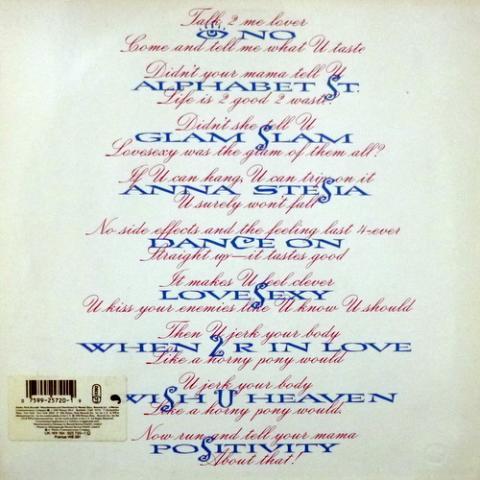 Talk 2 me lover
👁 NO
Come and tell me what U taste
Didn't your mama tell U
ALPHABET ST.
Life is 2 good 2 waste.
Didn't she tell U
GLAM SLAM
Lovesexy was the glam of them all?
If U can hang, U can trip on it
ANNA STESIA
U surely won't fall
No side effects and the feeling last 4-ever
DANCE ON
Straight up—it tastes good
It makes U feel clever
LOVESEXY
U kiss your enemies like U know U should
Then U jerk your body
WHEN 2 R IN LOVE
Like a horny pony would
U jerk your body
I WISH U HEAVEN
Like a horny pony would.
Now run and tell your mama
POSITIVITY
About that!
0 7599-25720-1